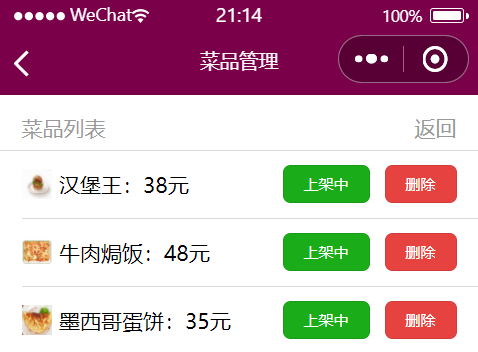 WeChat 21:14 100%
菜品管理
菜品列表 返回
汉堡王：38元 上架中 删除
牛肉焗饭：48元 上架中 删除
墨西哥蛋饼：35元 上架中 删除